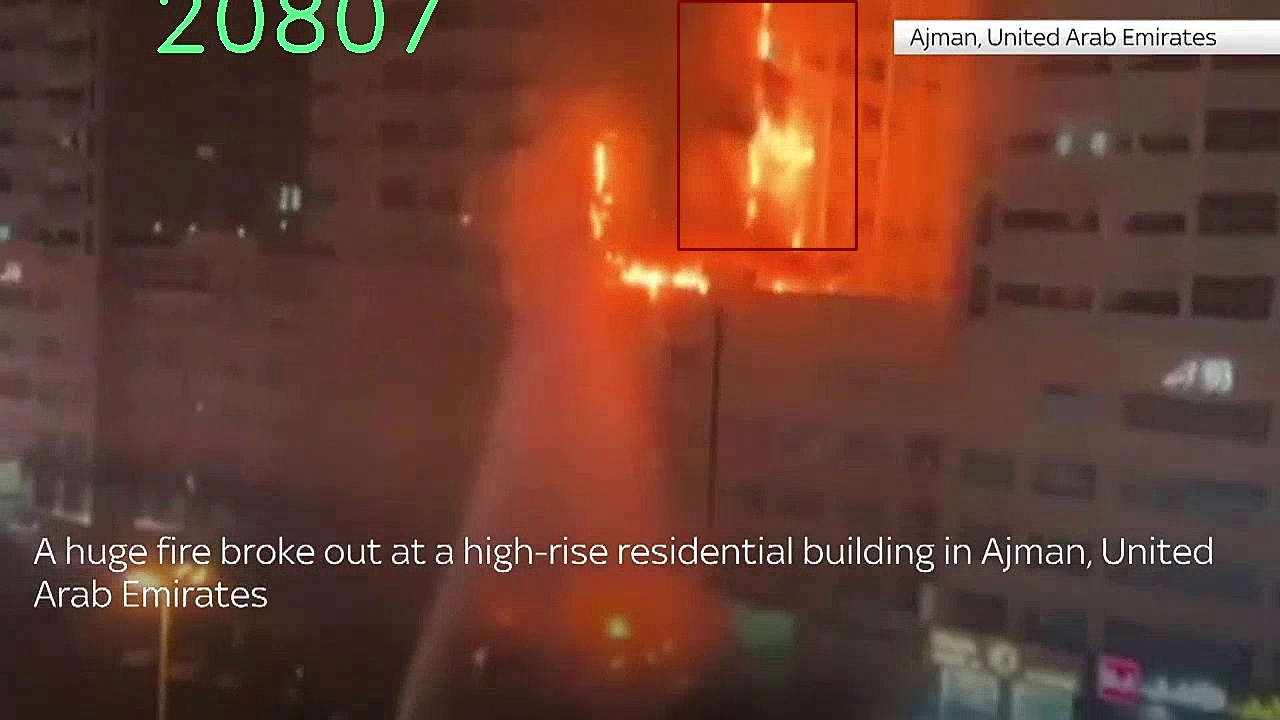 20807
Ajman, United Arab Emirates
A huge fire broke out at a high-rise residential building in Ajman, United
Arab Emirates